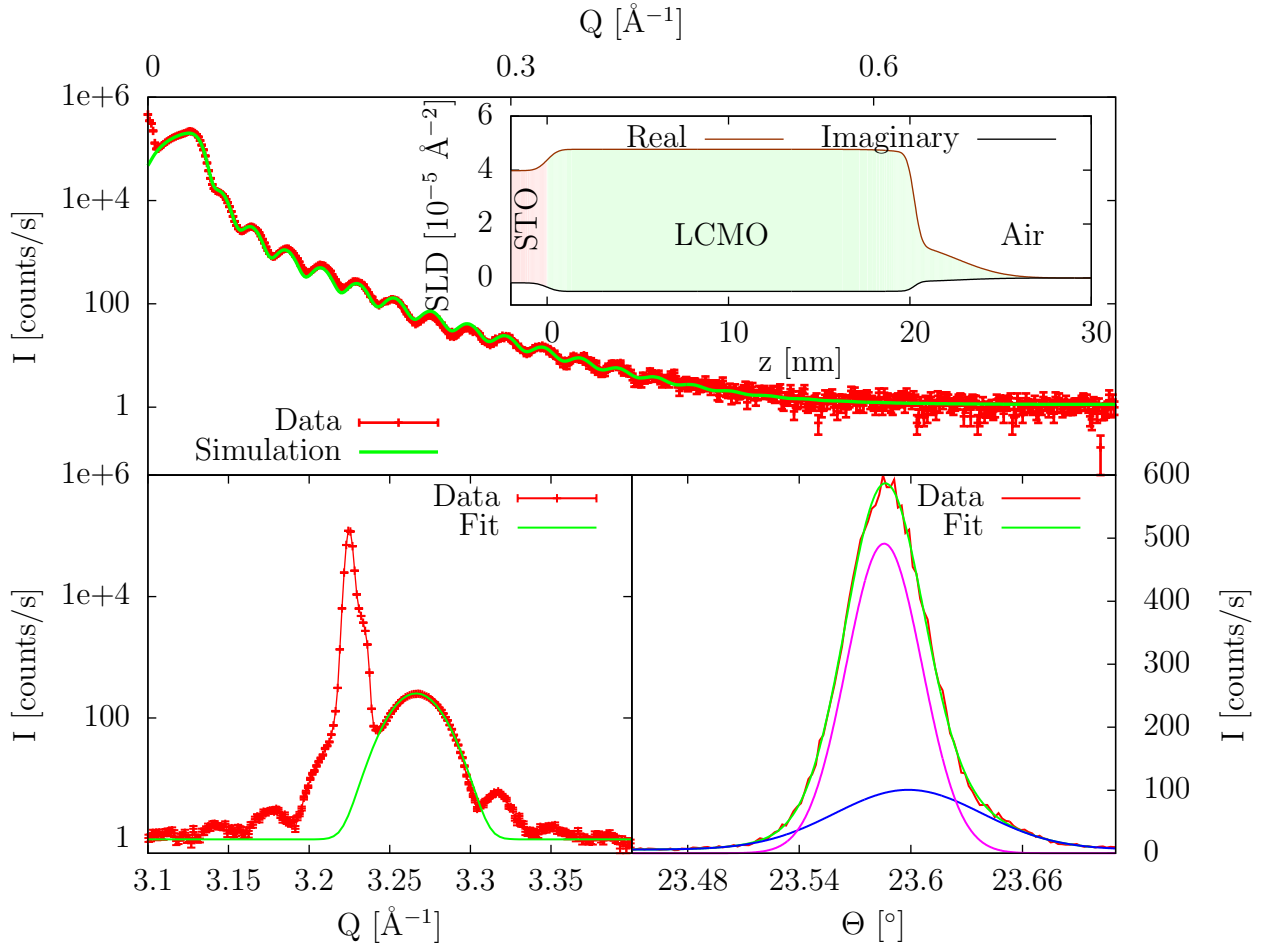 Q [Å⁻¹]
0 0.3 0.6
1e+6
1e+4
100
1
I [counts/s]
Data
Simulation
SLD [10⁻⁵ Å⁻²]
6
4
2
0
Real Imaginary
STO LCMO Air
0 10 20 30
z [nm]
1e+6
1e+4
100
1
I [counts/s]
Data
Fit
3.1 3.15 3.2 3.25 3.3 3.35
Q [Å⁻¹]
Data
Fit
600
500
400
300
200
100
0
I [counts/s]
23.48 23.54 23.6 23.66
Θ [°]